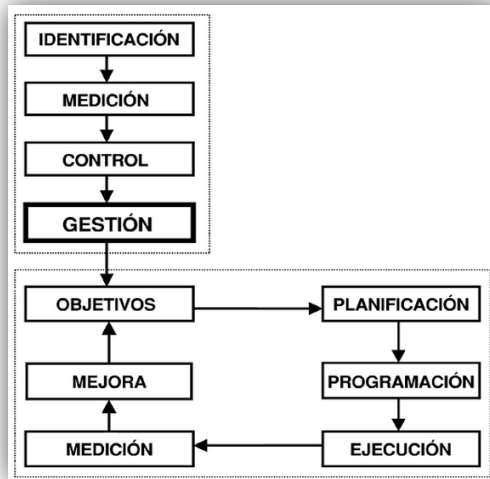 IDENTIFICACIÓN
MEDICIÓN
CONTROL
GESTIÓN
OBJETIVOS
PLANIFICACIÓN
MEJORA
PROGRAMACIÓN
MEDICIÓN
EJECUCIÓN